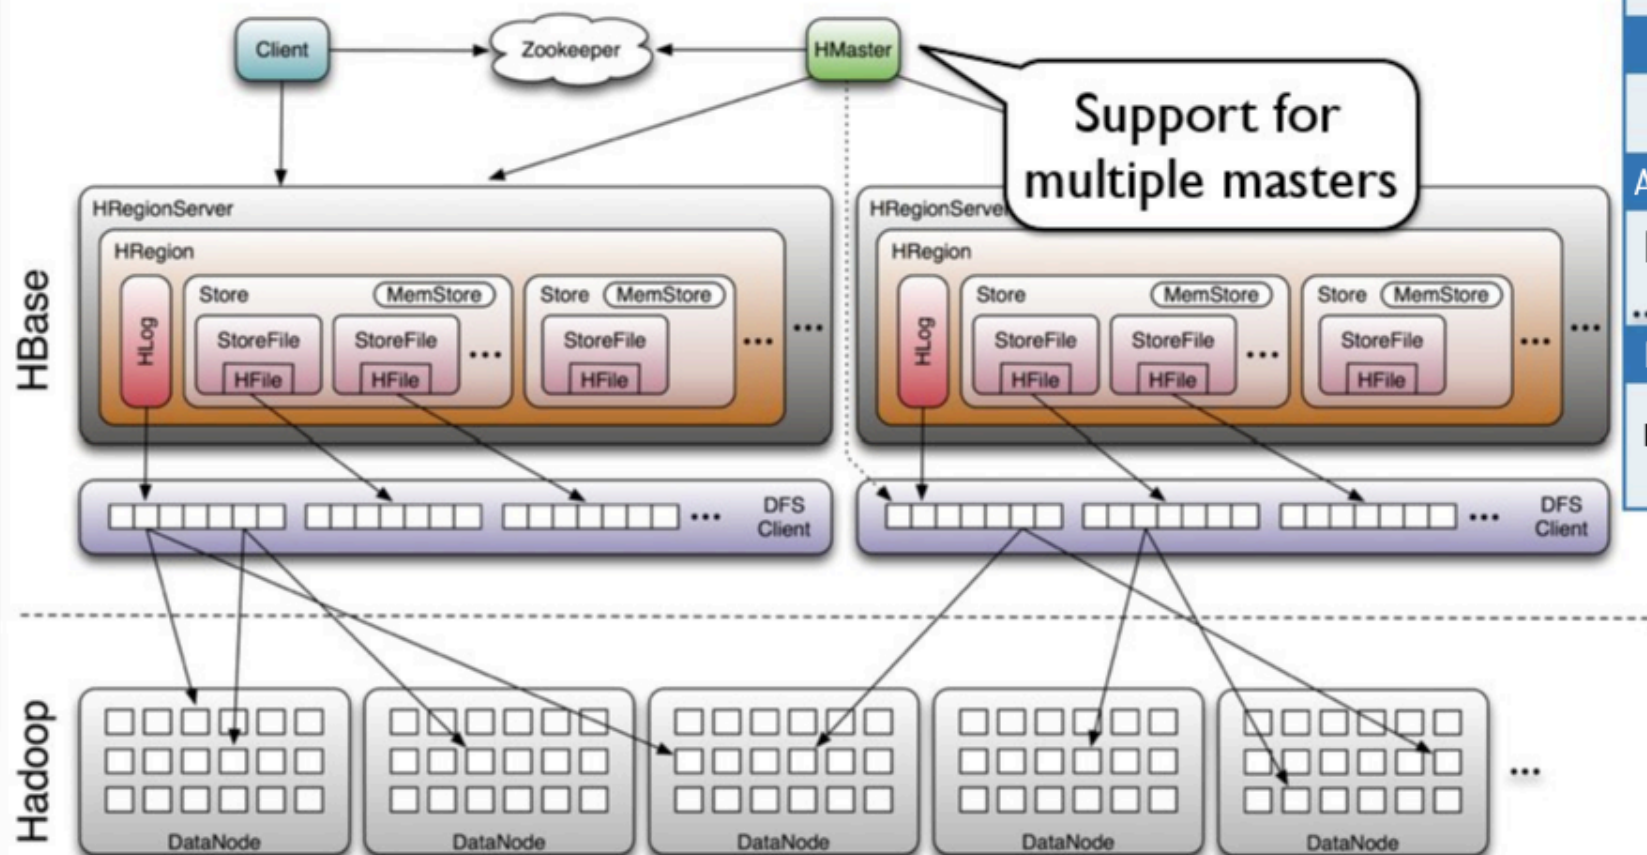 Client
Zookeeper
HMaster
Support for
multiple masters
HBase
HRegionServer
HRegion
HLog
Store
MemStore
StoreFile
HFile
StoreFile
HFile
...
Store
MemStore
StoreFile
HFile
...
...
HRegionServer
HRegion
HLog
Store
MemStore
StoreFile
HFile
StoreFile
HFile
...
Store
MemStore
StoreFile
HFile
...
...
...
DFS
Client
...
DFS
Client
Hadoop
DataNode
DataNode
DataNode
DataNode
DataNode
...